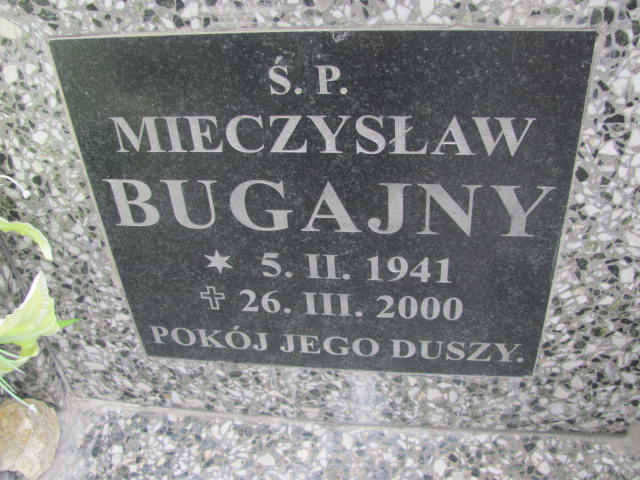 Ś. P.
MIECZYSŁAW
BUGAJNY
* 5. II. 1941
✝ 26. III. 2000
POKÓJ JEGO DUSZY.